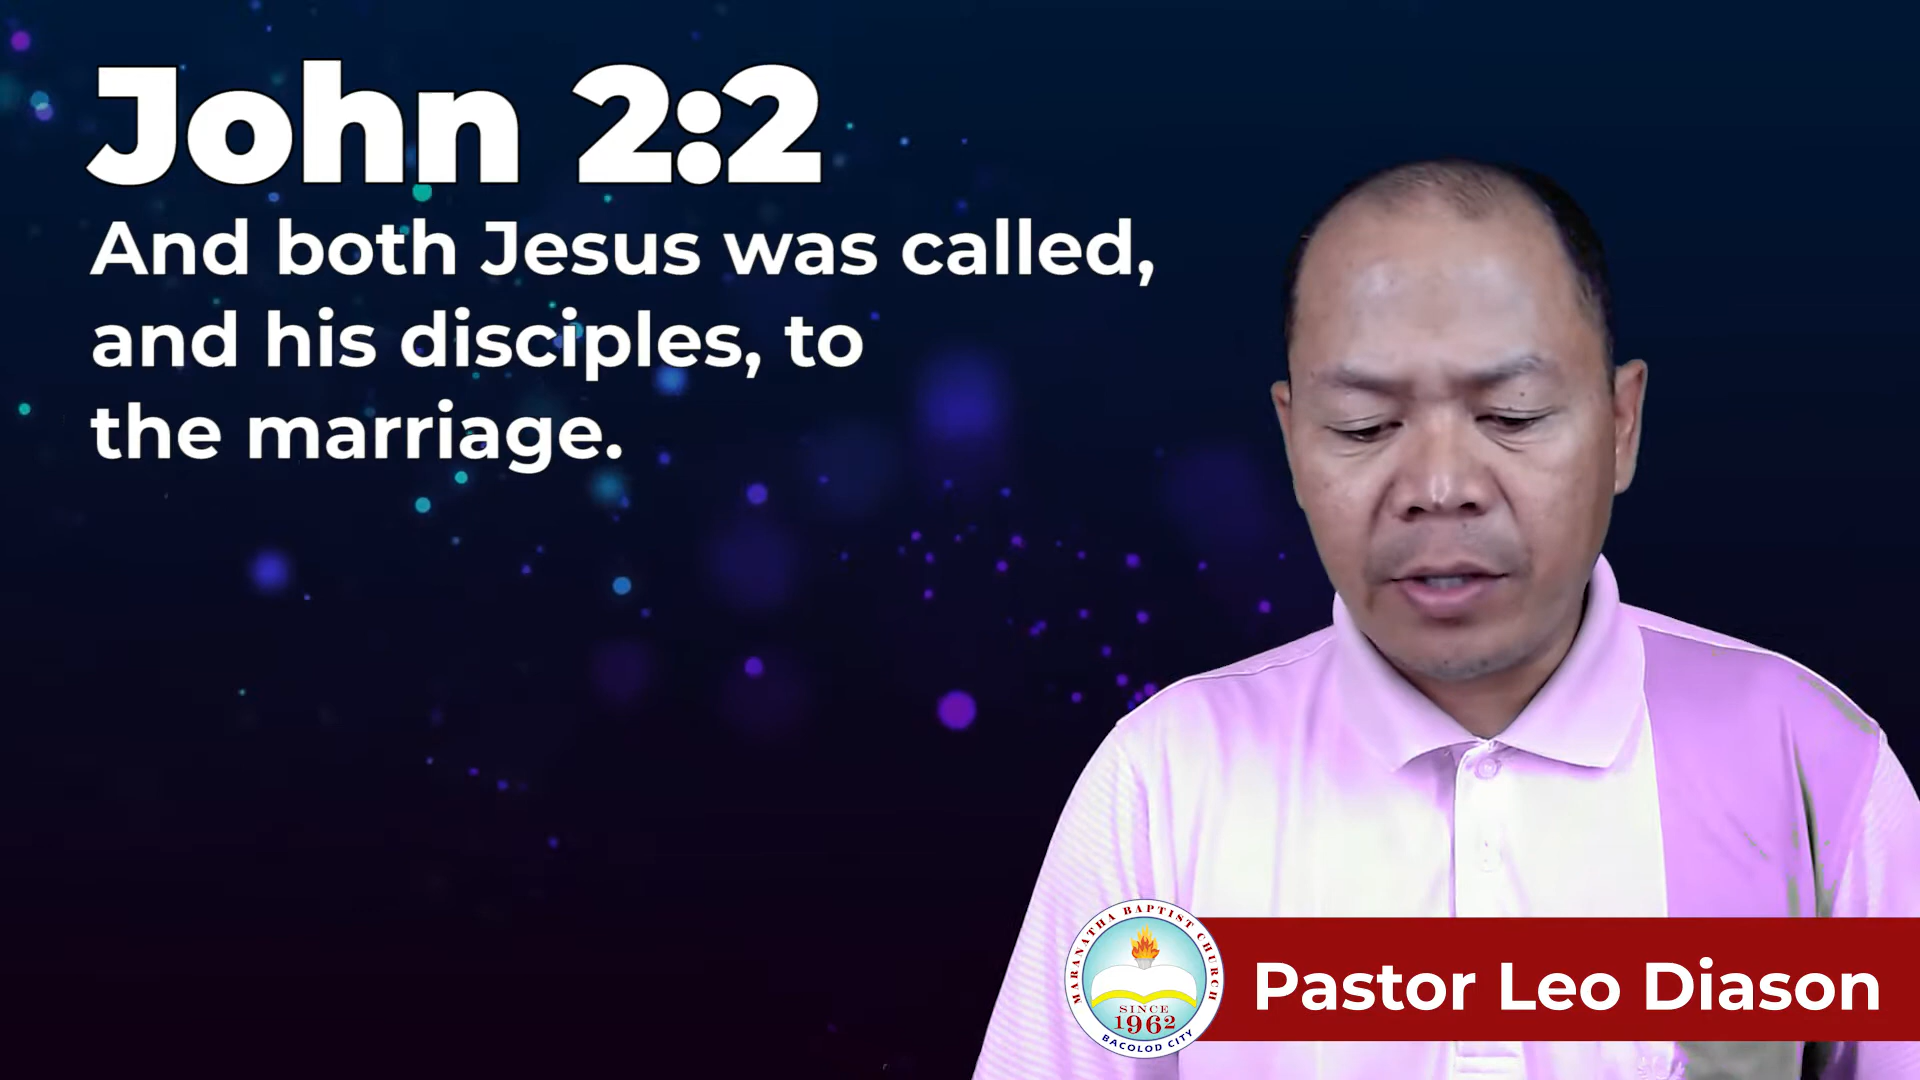 John 2:2
And both Jesus was called,
and his disciples, to
the marriage.
MARANATHA BAPTIST CHURCH
SINCE
1962
BACOLOD CITY
Pastor Leo Diason